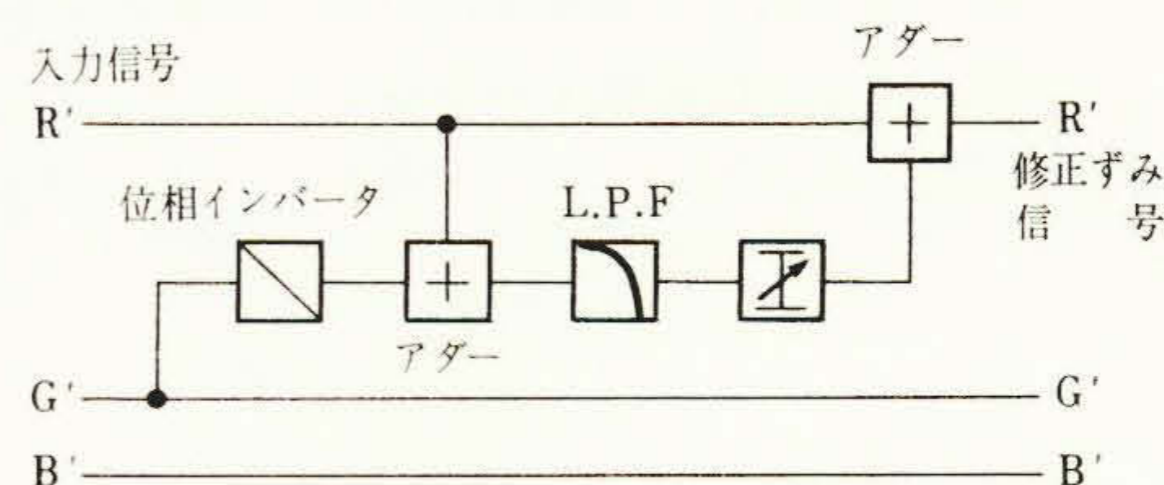 アダー
入力信号
R'
R'
修正ずみ
信 号
位相インバータ
L.P.F
アダー
G'
G'
B'
B'